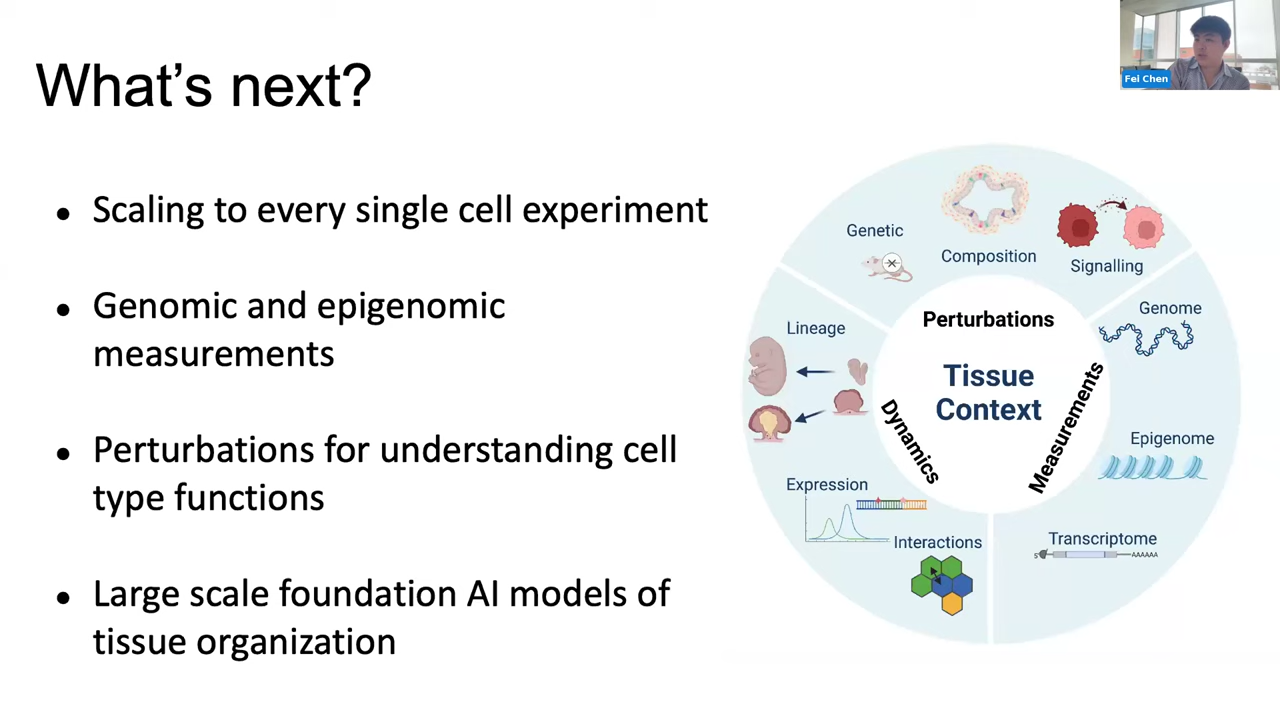 What's next?
Fei Chen
● Scaling to every single cell experiment
● Genomic and epigenomic
measurements
● Perturbations for understanding cell
type functions
● Large scale foundation AI models of
tissue organization
Genetic
Composition
Signalling
Perturbations
Lineage
Genome
Tissue
Context
Dynamics
Measurements
Epigenome
Expression
Interactions
Transcriptome
5' AAAAAA